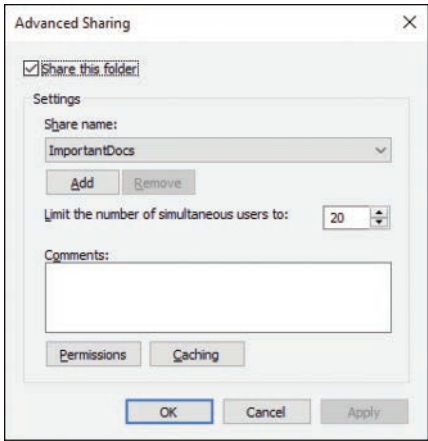 Advanced Sharing
Share this folder
Settings
Share name:
ImportantDocs
Add Remove
Limit the number of simultaneous users to: 20
Comments:
Permissions Caching
OK Cancel Apply